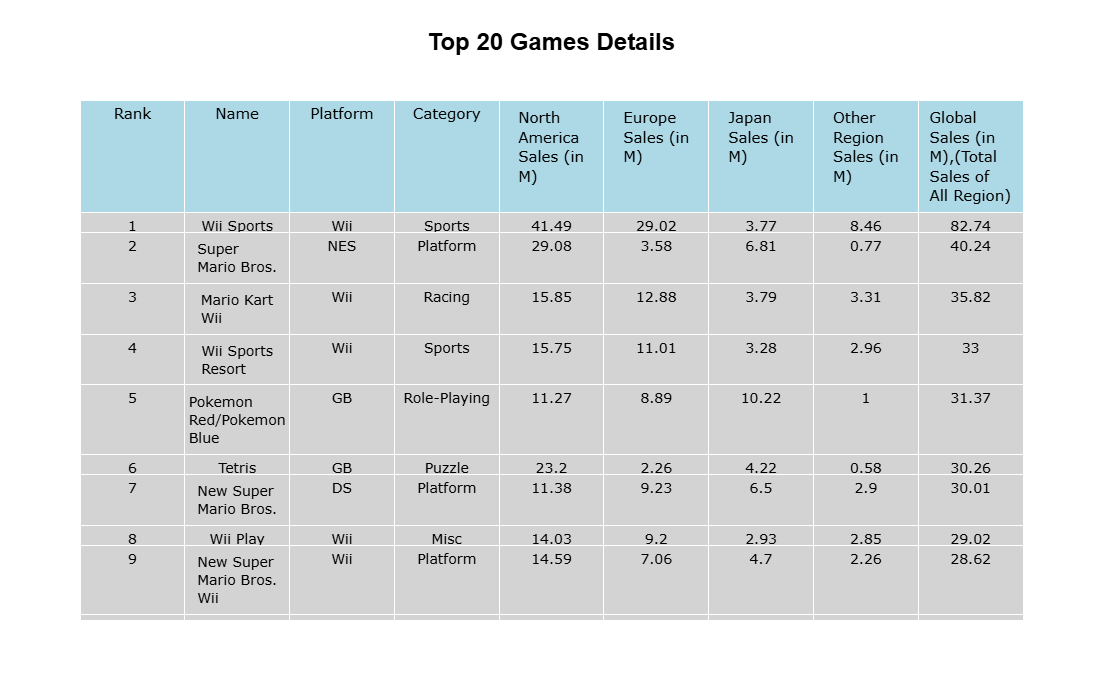 Top 20 Games Details
Rank Name Platform Category North America Sales (in M) Europe Sales (in M) Japan Sales (in M) Other Region Sales (in M) Global Sales (in M),(Total Sales of All Region)
1 Wii Sports Wii Sports 41.49 29.02 3.77 8.46 82.74
2 Super Mario Bros. NES Platform 29.08 3.58 6.81 0.77 40.24
3 Mario Kart Wii Wii Racing 15.85 12.88 3.79 3.31 35.82
4 Wii Sports Resort Wii Sports 15.75 11.01 3.28 2.96 33
5 Pokemon Red/Pokemon Blue GB Role-Playing 11.27 8.89 10.22 1 31.37
6 Tetris GB Puzzle 23.2 2.26 4.22 0.58 30.26
7 New Super Mario Bros. DS Platform 11.38 9.23 6.5 2.9 30.01
8 Wii Play Wii Misc 14.03 9.2 2.93 2.85 29.02
9 New Super Mario Bros. Wii Wii Platform 14.59 7.06 4.7 2.26 28.62